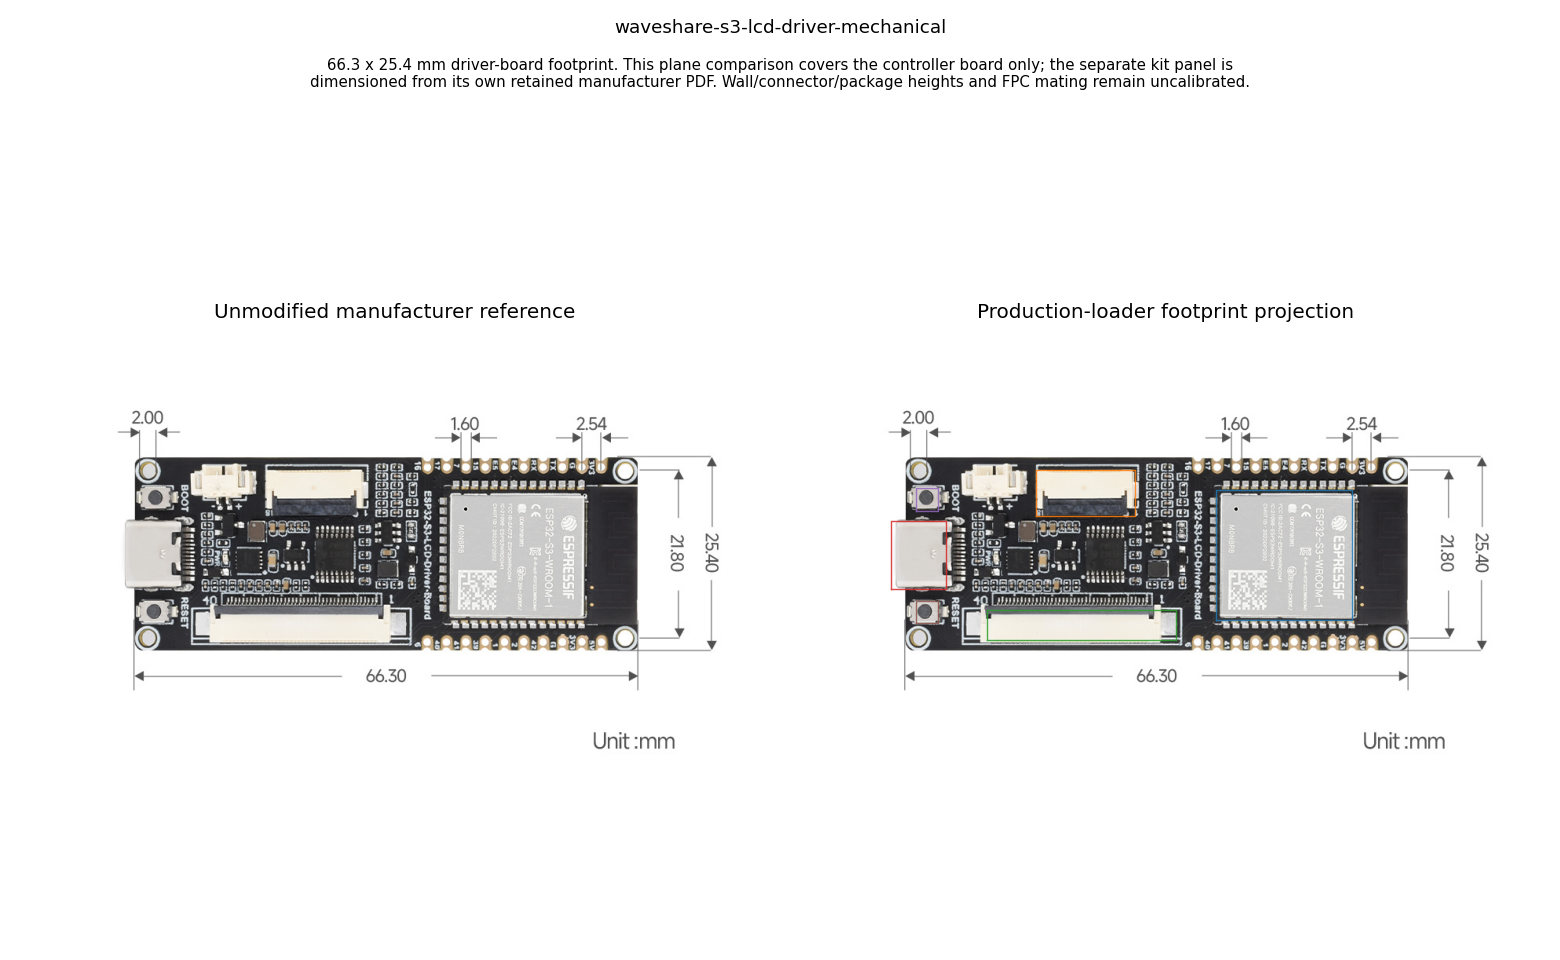 waveshare-s3-lcd-driver-mechanical
66.3 x 25.4 mm driver-board footprint. This plane comparison covers the controller board only; the separate kit panel is
dimensioned from its own retained manufacturer PDF. Wall/connector/package heights and FPC mating remain uncalibrated.
Unmodified manufacturer reference
2.00
1.60
2.54
BOOT
RESET
ESP32-S3-LCD-Driver-Board
ESP32-S3-WROOM-1
ESPRESSIF
21.80
25.40
66.30
Unit :mm
Production-loader footprint projection
2.00
1.60
2.54
BOOT
RESET
ESP32-S3-LCD-Driver-Board
ESP32-S3-WROOM-1
ESPRESSIF
21.80
25.40
66.30
Unit :mm